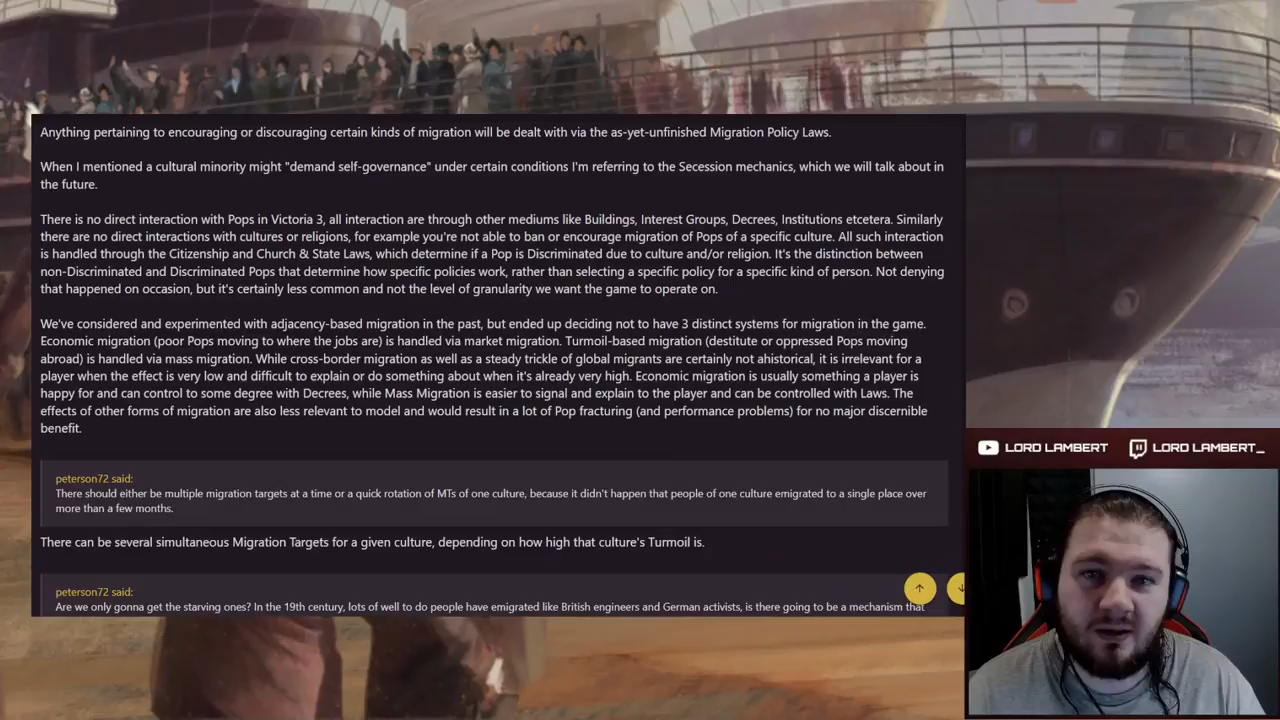 Anything pertaining to encouraging or discouraging certain kinds of migration will be dealt with via the as-yet-unfinished Migration Policy Laws.
When I mentioned a cultural minority might "demand self-governance" under certain conditions I'm referring to the Secession mechanics, which we will talk about in
the future.
There is no direct interaction with Pops in Victoria 3, all interaction are through other mediums like Buildings, Interest Groups, Decrees, Institutions etcetera. Similarly
there are no direct interactions with cultures or religions, for example you're not able to ban or encourage migration of Pops of a specific culture. All such interaction
is handled through the Citizenship and Church & State Laws, which determine if a Pop is Discriminated due to culture and/or religion. It's the distinction between
non-Discriminated and Discriminated Pops that determine how specific policies work, rather than selecting a specific policy for a specific kind of person. Not denying
that happened on occasion, but it's certainly less common and not the level of granularity we want the game to operate on.
We've considered and experimented with adjacency-based migration in the past, but ended up deciding not to have 3 distinct systems for migration in the game.
Economic migration (poor Pops moving to where the jobs are) is handled via market migration. Turmoil-based migration (destitute or oppressed Pops moving
abroad) is handled via mass migration. While cross-border migration as well as a steady trickle of global migrants are certainly not ahistorical, it is irrelevant for a
player when the effect is very low and difficult to explain or do something about when it's already very high. Economic migration is usually something a player is
happy for and can control to some degree with Decrees, while Mass Migration is easier to signal and explain to the player and can be controlled with Laws. The
effects of other forms of migration are also less relevant to model and would result in a lot of Pop fracturing (and performance problems) for no major discernible
benefit.
LORD LAMBERT
LORD LAMBERT_
peterson72 said:
There should either be multiple migration targets at a time or a quick rotation of MTs of one culture, because it didn't happen that people of one culture emigrated to a single place over
more than a few months.
There can be several simultaneous Migration Targets for a given culture, depending on how high that culture's Turmoil is.
peterson72 said:
Are we only gonna get the starving ones? In the 19th century, lots of well to do people have emigrated like British engineers and German activists, is there going to be a mechanism that